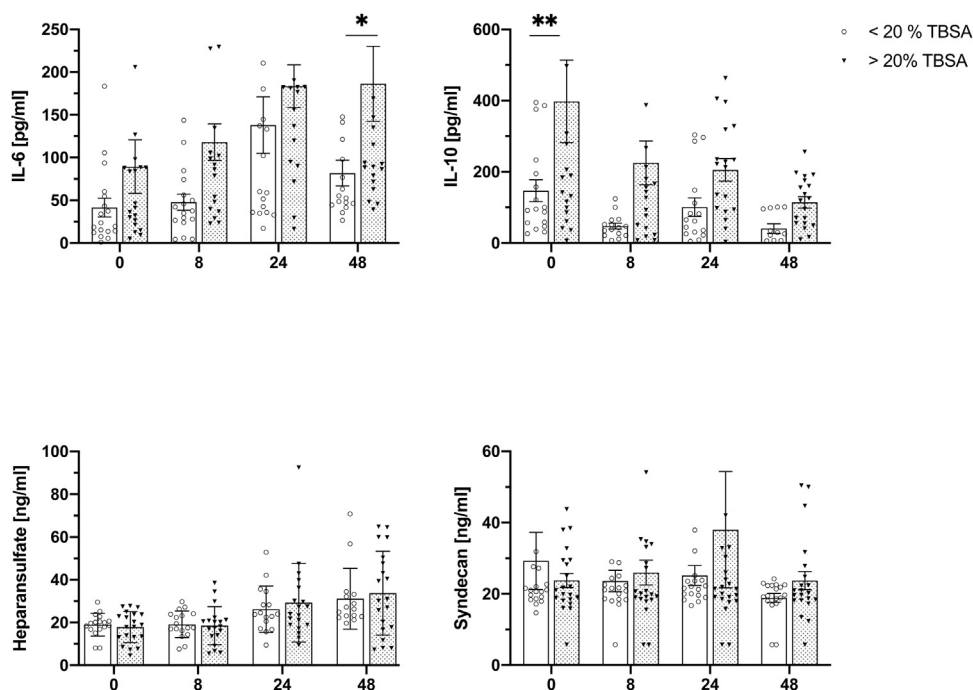 *
**
< 20 % TBSA
> 20% TBSA
IL-6 [pg/ml]
250
200
150
100
50
0
0 8 24 48
IL-10 [pg/ml]
600
400
200
0
0 8 24 48
Heparansulfate [ng/ml]
100
80
60
40
20
0
0 8 24 48
Syndecan [ng/ml]
60
40
20
0
0 8 24 48